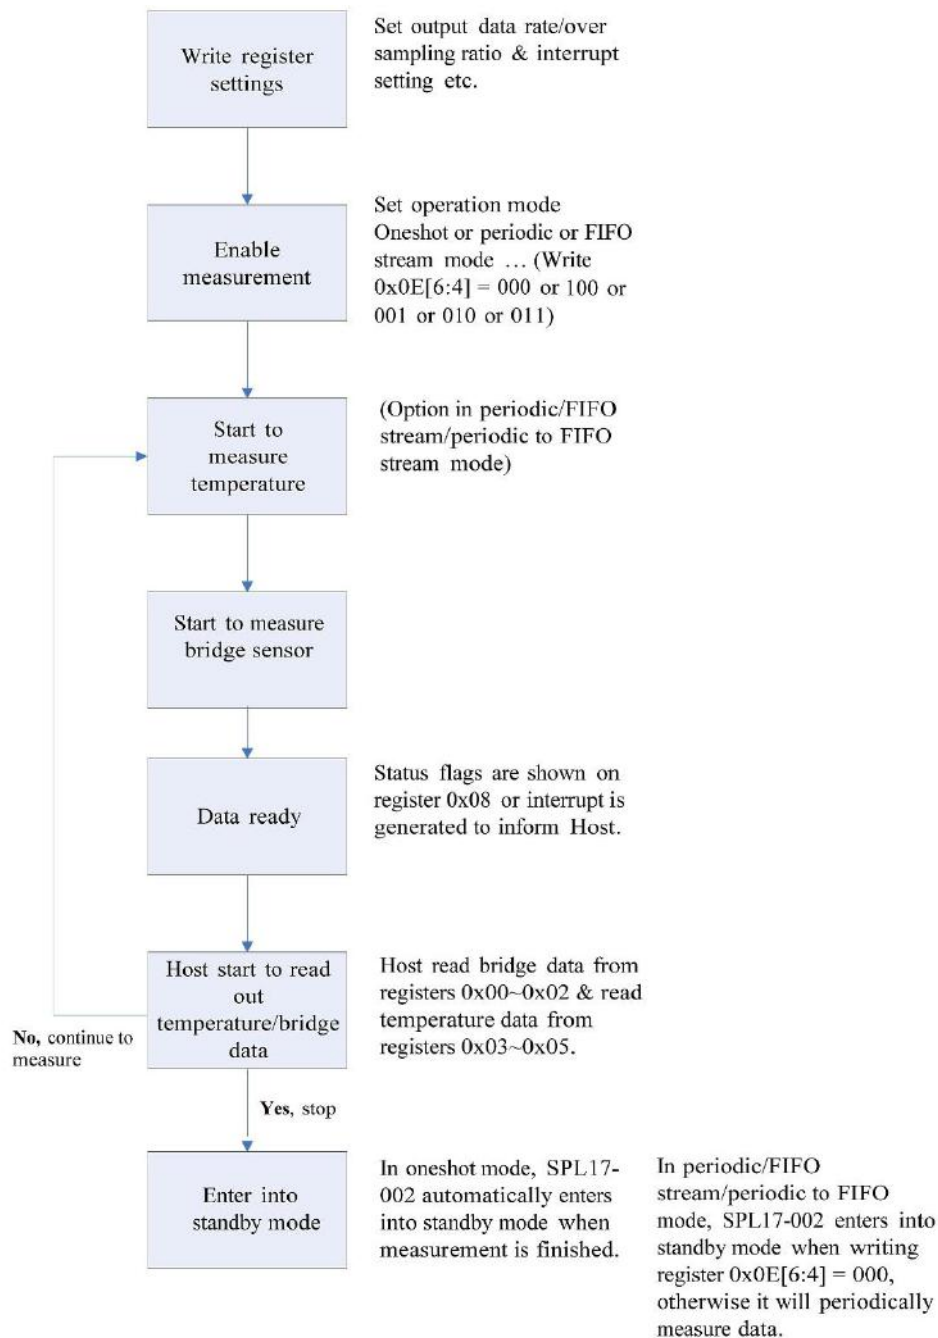 Write register
settings
Set output data rate/over
sampling ratio & interrupt
setting etc.
Enable
measurement
Set operation mode
Oneshot or periodic or FIFO
stream mode … (Write
0x0E[6:4] = 000 or 100 or
001 or 010 or 011)
Start to
measure
temperature
(Option in periodic/FIFO
stream/periodic to FIFO
stream mode)
Start to measure
bridge sensor
Data ready
Status flags are shown on
register 0x08 or interrupt is
generated to inform Host.
Host start to read
out
temperature/bridge
data
Host read bridge data from
registers 0x00~0x02 & read
temperature data from
registers 0x03~0x05.
No, continue to
measure
Yes, stop
Enter into
standby mode
In oneshot mode, SPL17-
002 automatically enters
into standby mode when
measurement is finished.
In periodic/FIFO
stream/periodic to FIFO
mode, SPL17-002 enters into
standby mode when writing
register 0x0E[6:4] = 000,
otherwise it will periodically
measure data.